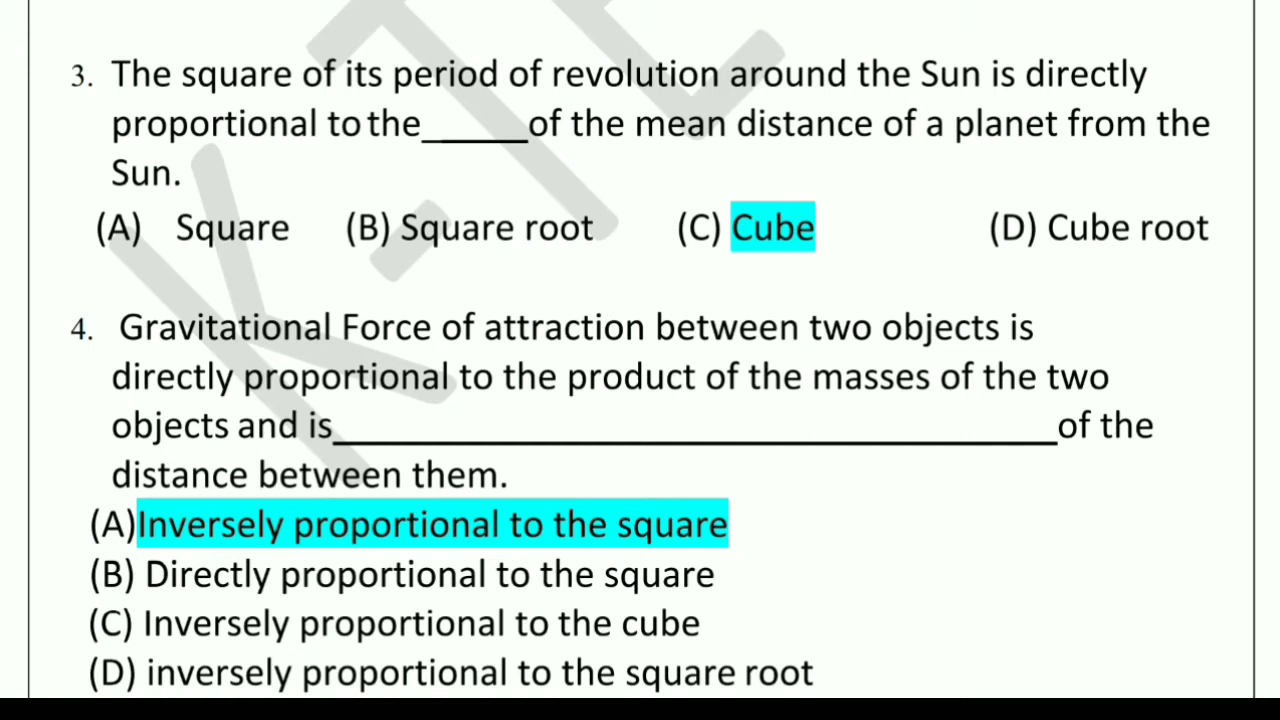 3. The square of its period of revolution around the Sun is directly
proportional to the_____of the mean distance of a planet from the
Sun.
(A) Square (B) Square root (C) Cube (D) Cube root
4. Gravitational Force of attraction between two objects is
directly proportional to the product of the masses of the two
objects and is___________________________________of the
distance between them.
(A)Inversely proportional to the square
(B) Directly proportional to the square
(C) Inversely proportional to the cube
(D) inversely proportional to the square root
K-TE